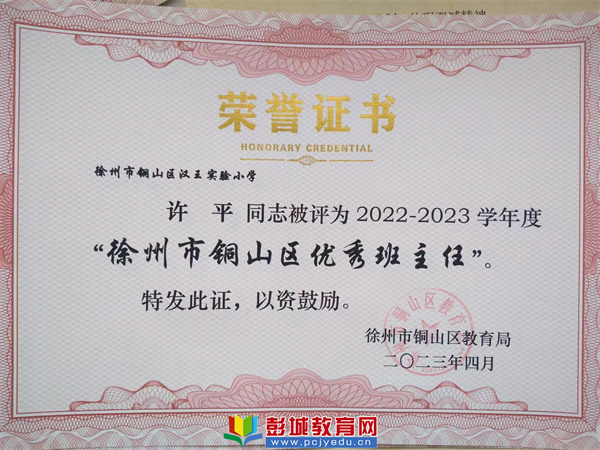 荣誉证书
HONORARY CREDENTIAL
徐州市铜山区汉王实验小学
许 平 同志被评为 2022-2023 学年度
“徐州市铜山区优秀班主任”。
特发此证，以资鼓励。
徐州市铜山区教育局
二〇二三年四月
彭城教育网
www.pcjyedu.cn